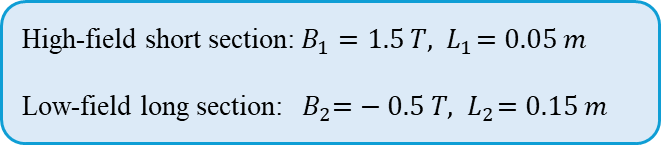 High-field short section: B₁ = 1.5 T, L₁ = 0.05 m
Low-field long section: B₂ = − 0.5 T, L₂ = 0.15 m